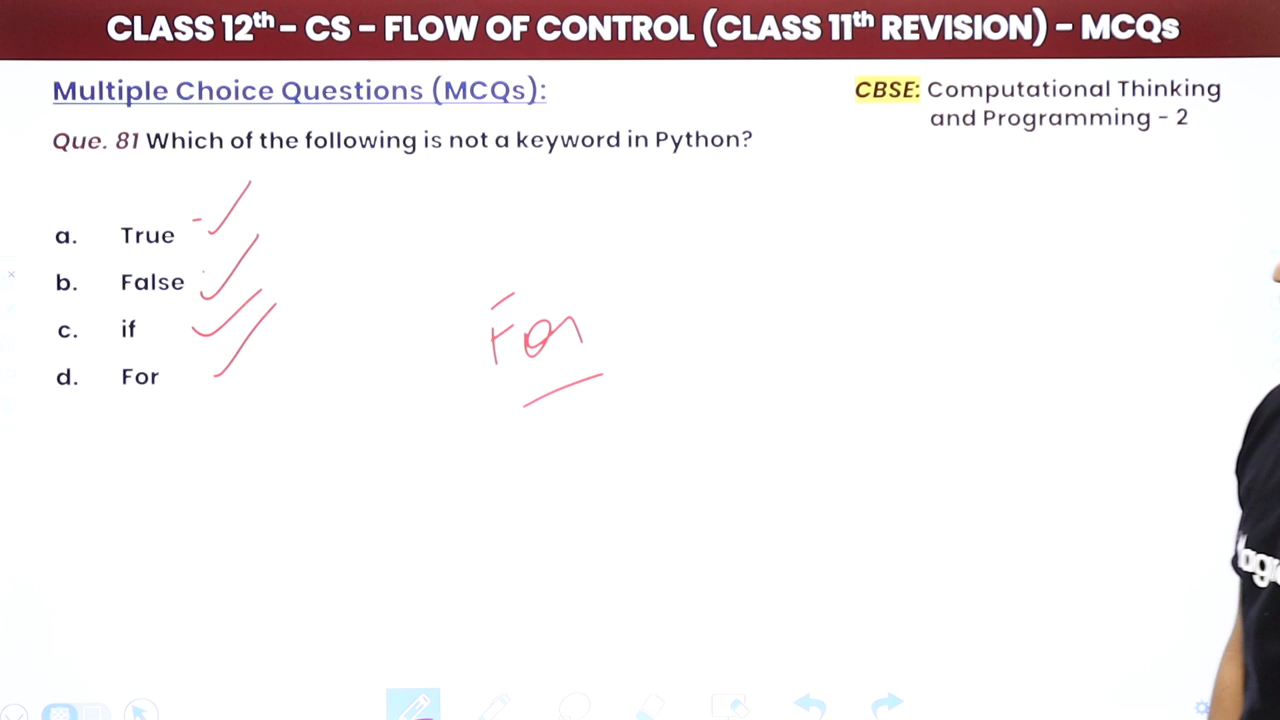 CLASS 12th - CS - FLOW OF CONTROL (CLASS 11th REVISION) - MCQs
Multiple Choice Questions (MCQs):
CBSE: Computational Thinking
and Programming - 2
Que. 81 Which of the following is not a keyword in Python?
a. True
b. False
c. if
d. For
For